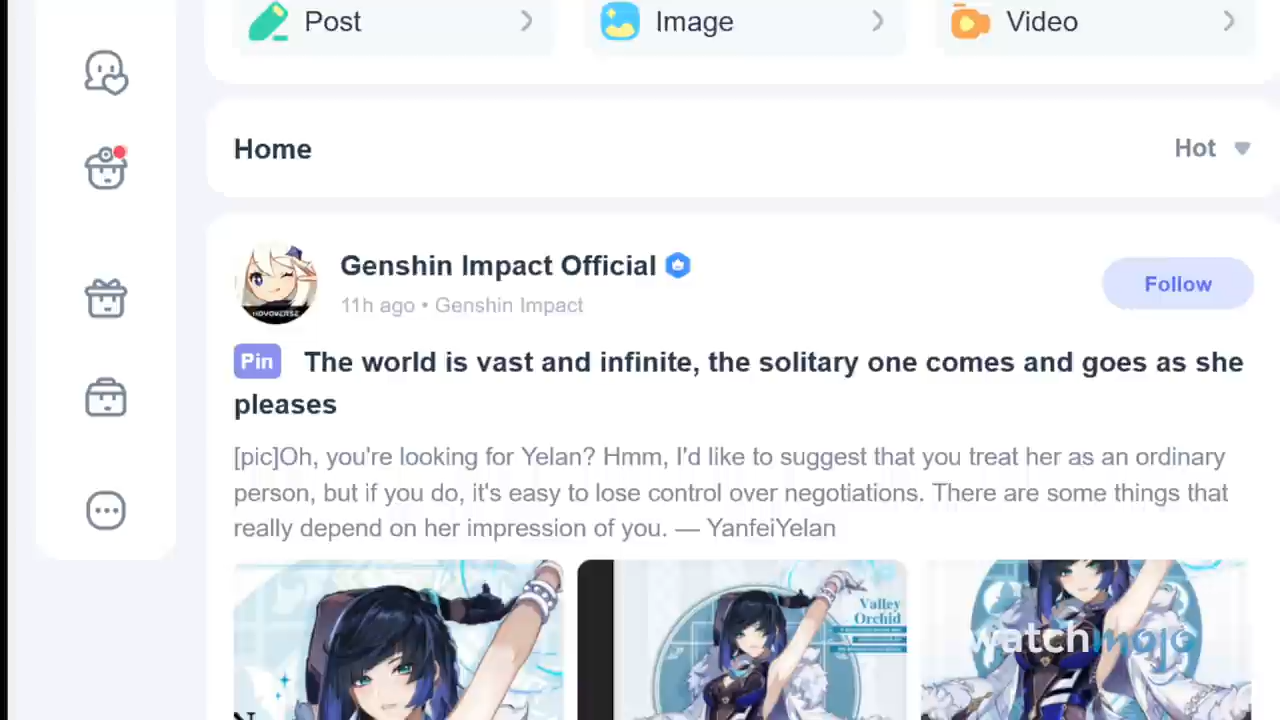 Post
Image
Video
Home
Hot
Genshin Impact Official
11h ago • Genshin Impact
Follow
HOYOVERSE
Pin The world is vast and infinite, the solitary one comes and goes as she
pleases
[pic]Oh, you're looking for Yelan? Hmm, I'd like to suggest that you treat her as an ordinary
person, but if you do, it's easy to lose control over negotiations. There are some things that
really depend on her impression of you. — YanfeiYelan
Valley
Orchid
watchmojo